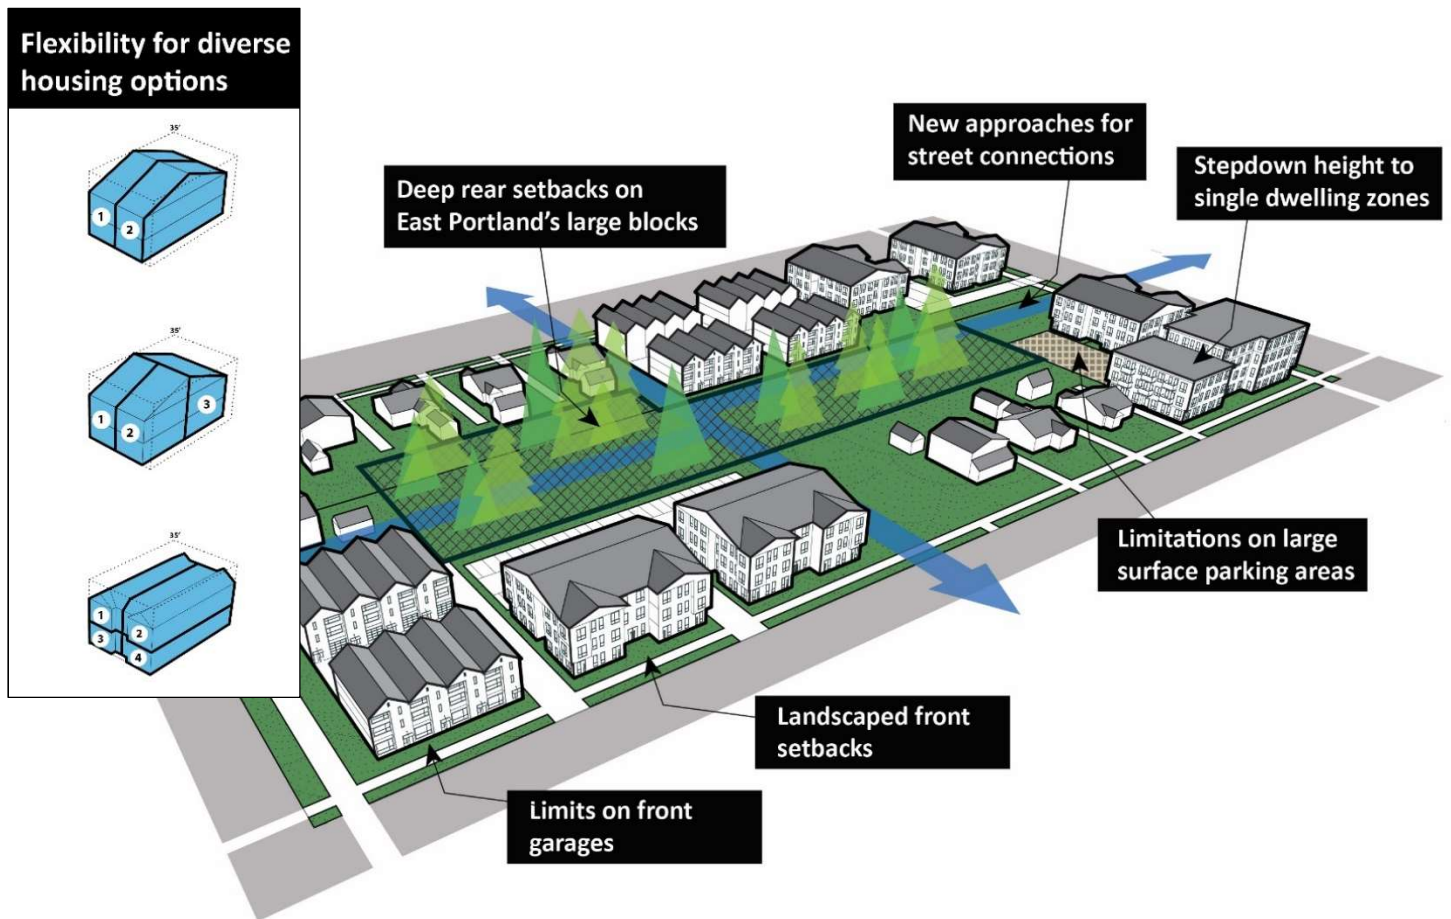 Flexibility for diverse
housing options
35'
1
2
35'
1
2
3
35'
1
2
3
4
New approaches for
street connections
Stepdown height to
single dwelling zones
Deep rear setbacks on
East Portland's large blocks
Limitations on large
surface parking areas
Landscaped front
setbacks
Limits on front
garages